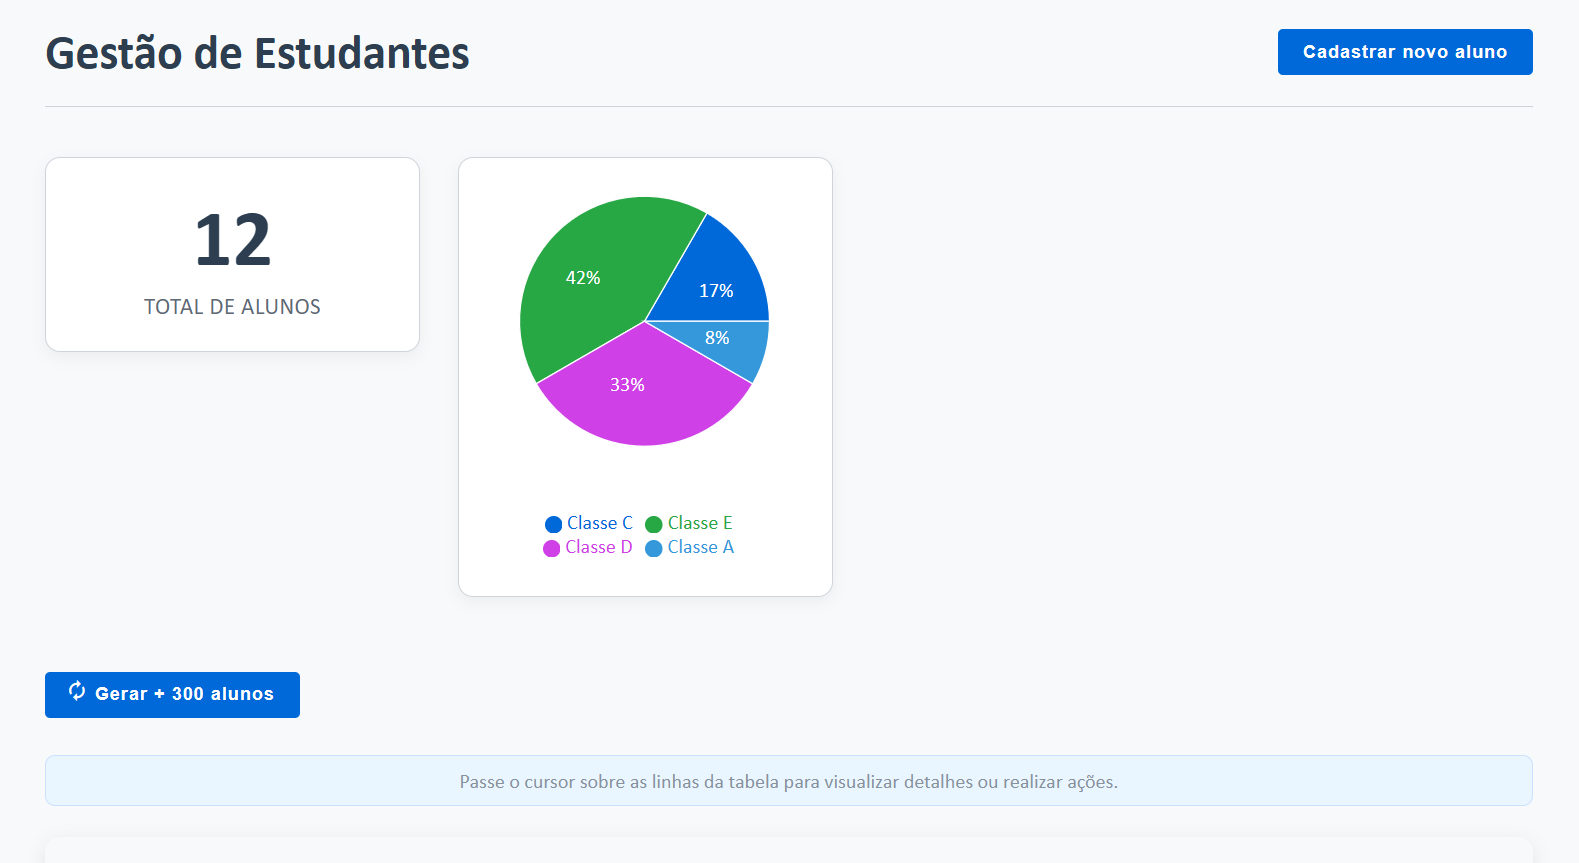 Gestão de Estudantes
Cadastrar novo aluno
12
TOTAL DE ALUNOS
42%
17%
8%
33%
Classe C Classe E
Classe D Classe A
Gerar + 300 alunos
Passe o cursor sobre as linhas da tabela para visualizar detalhes ou realizar ações.